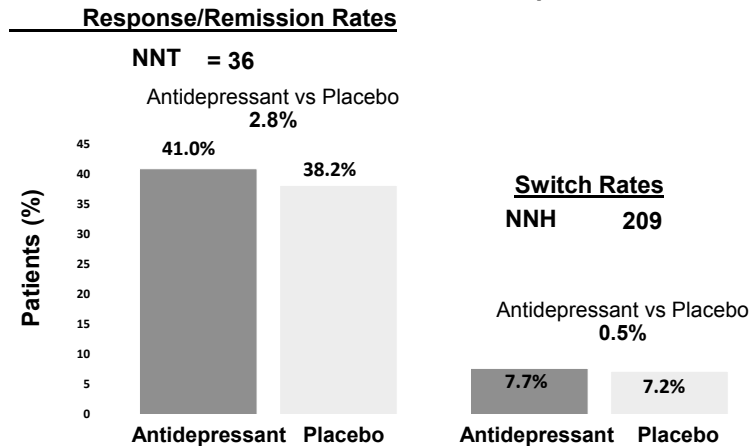 Response/Remission Rates
NNT = 36
Antidepressant vs Placebo
2.8%
45
40
35
30
25
20
15
10
5
0
Patients (%)
41.0%
38.2%
Antidepressant Placebo
Switch Rates
NNH 209
Antidepressant vs Placebo
0.5%
7.7%
7.2%
Antidepressant Placebo